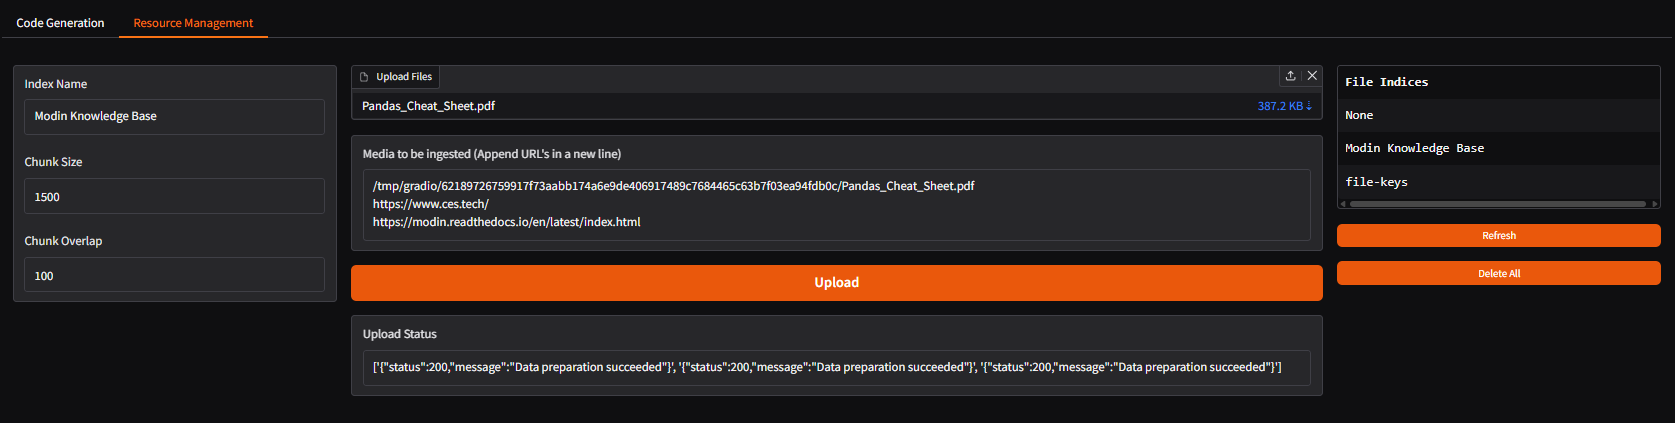 Code Generation
Resource Management
Index Name
Modin Knowledge Base
Chunk Size
1500
Chunk Overlap
100
Upload Files
Pandas_Cheat_Sheet.pdf
387.2 KB ⇣
Media to be ingested (Append URL's in a new line)
/tmp/gradio/62189726759917f73aabb174a6e9de406917489c7684465c63b7f03ea94fdb0c/Pandas_Cheat_Sheet.pdf
https://www.ces.tech/
https://modin.readthedocs.io/en/latest/index.html
Upload
Upload Status
['{"status":200,"message":"Data preparation succeeded"}', '{"status":200,"message":"Data preparation succeeded"}', '{"status":200,"message":"Data preparation succeeded"}']
File Indices
None
Modin Knowledge Base
file-keys
Refresh
Delete All